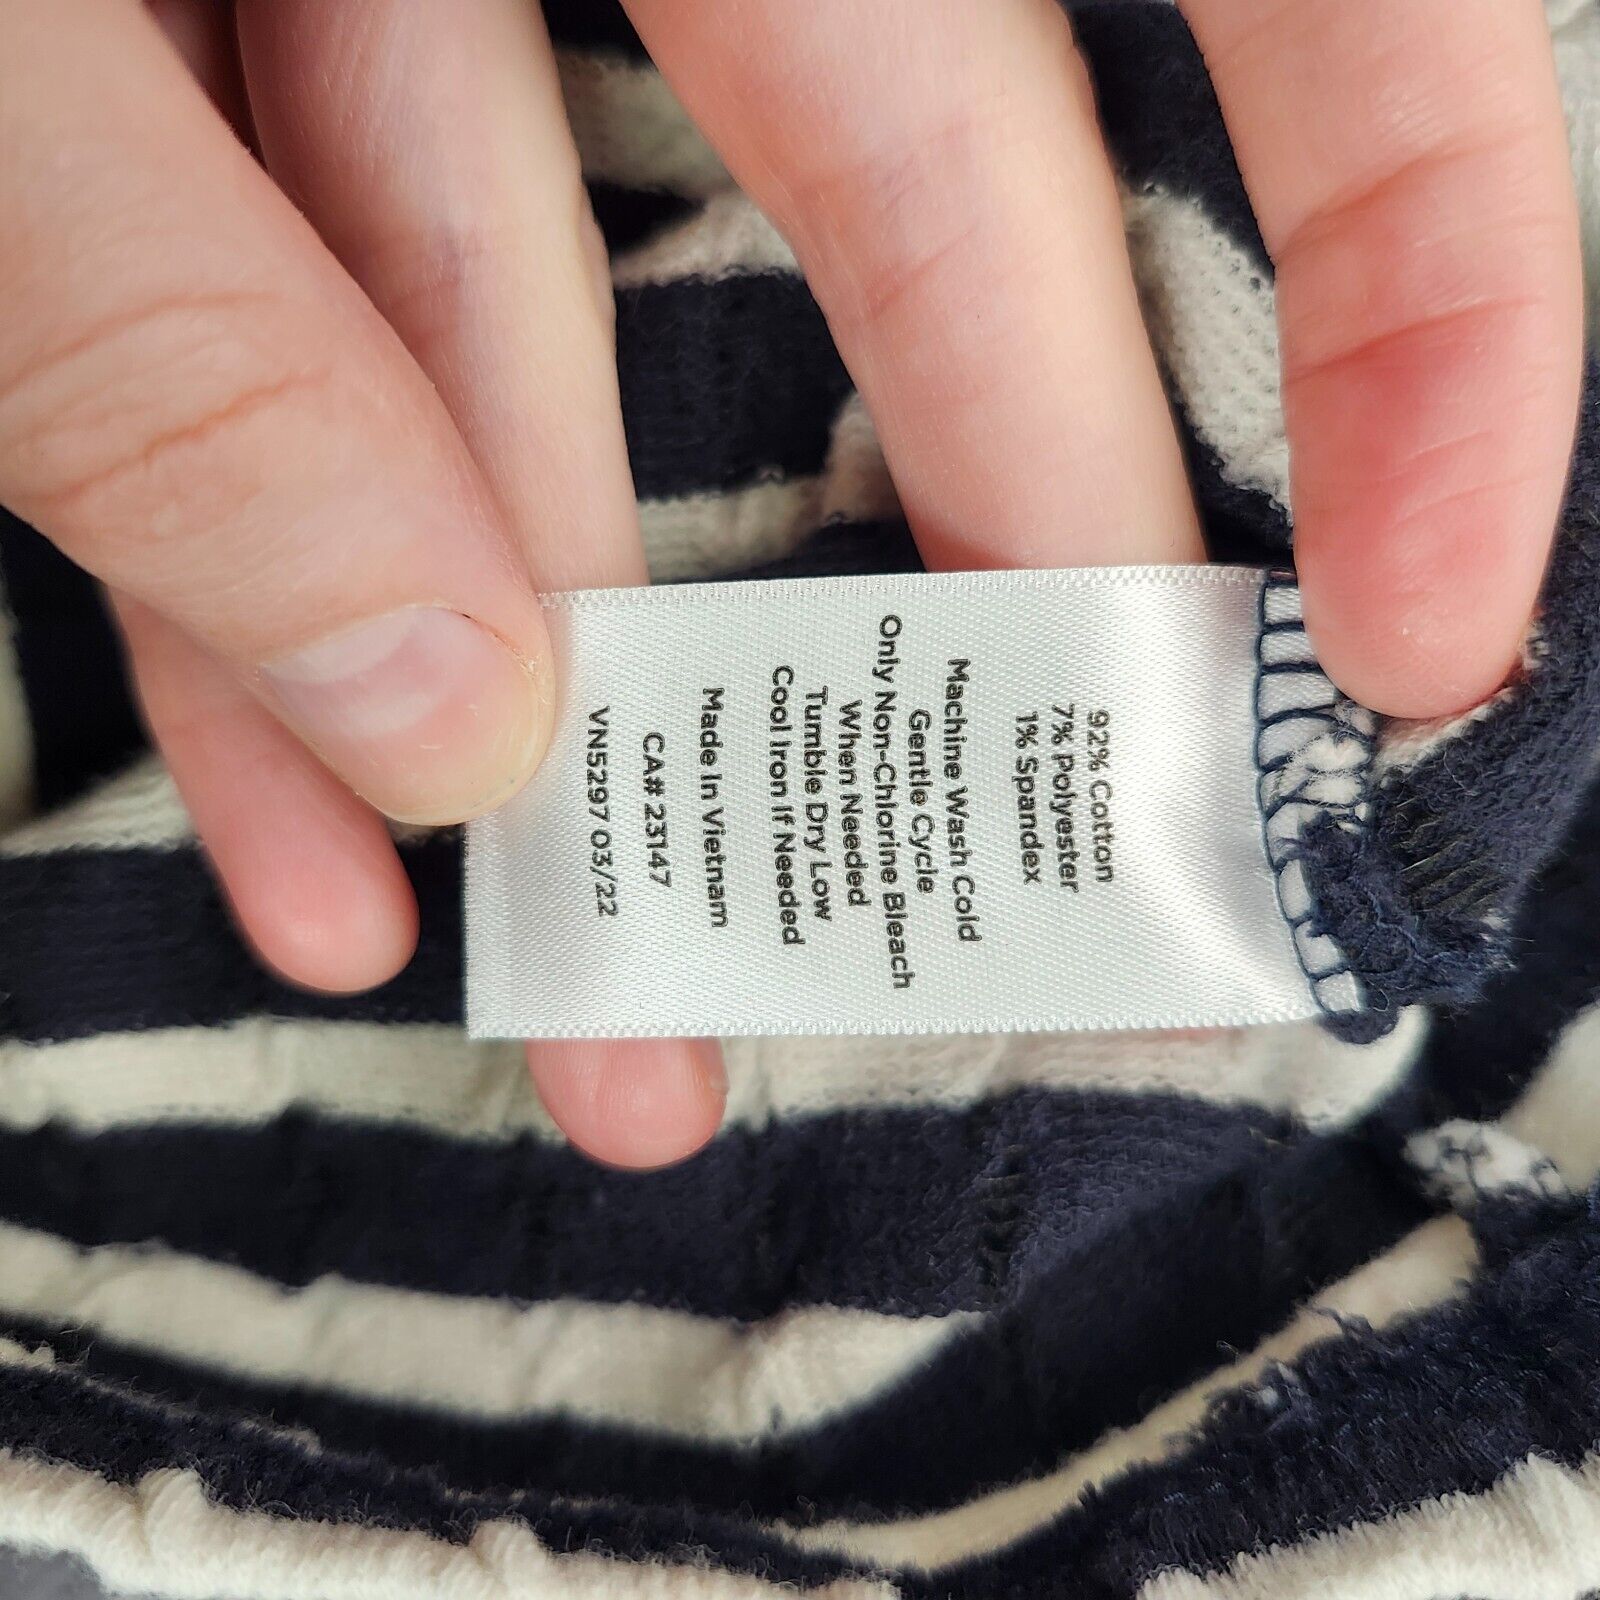 92% Cotton
7% polyester
1% Spandex
Machine Wash Cold
Gentle Cycle
Only Non-Chlorine Bleach
When Needed
Tumble Dry Low
Cool Iron If Needed
Made In Vietnam
CA# 23147
VN5297 03/22